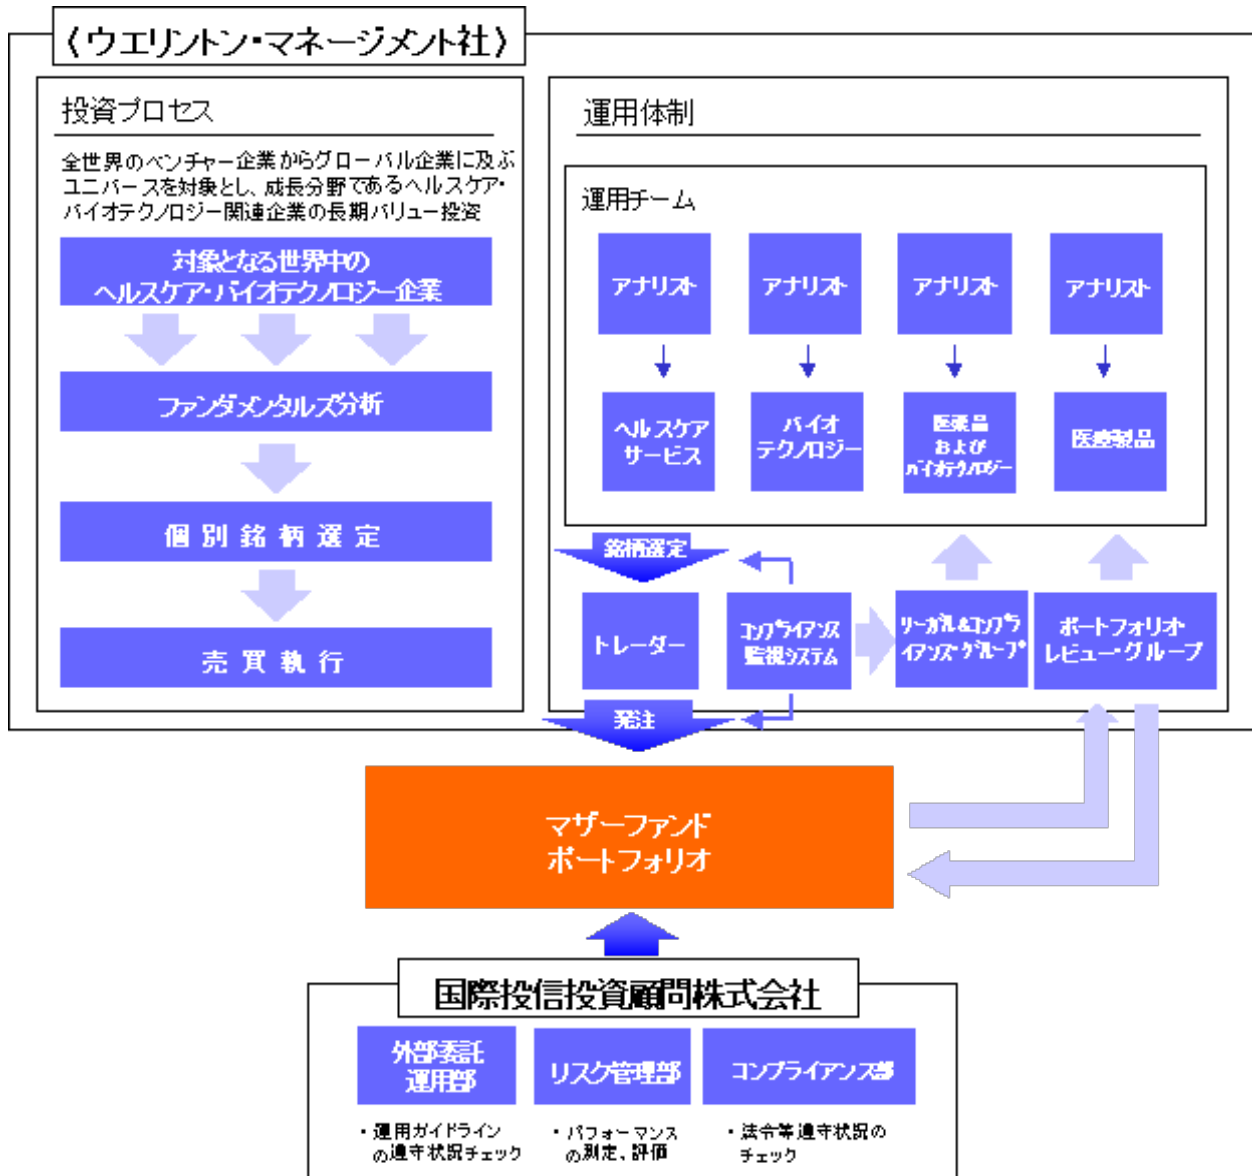 〈ウエリントン・マネージメント社〉
投資プロセス
全世界のベンチャー企業からグローバル企業に及ぶ
ユニバースを対象とし、成長分野であるヘルスケア・
バイオテクノロジー関連企業の長期バリュー投資
対象となる世界中の
ヘルスケア・バイオテクノロジー企業
ファンダメンタルズ分析
個別銘柄選定
売買執行
運用体制
運用チーム
アナリスト
アナリスト
アナリスト
アナリスト
ヘルスケア
サービス
バイオ
テクノロジー
医薬品
および
バイオテクノロジー
医療製品
銘柄選定
トレーダー
コンプライアンス
監視システム
リーガル&コンプラ
イアンス・グループ
ポートフォリオ
レビュー・グループ
発注
マザーファンド
ポートフォリオ
国際投信投資顧問株式会社
外部委託
運用部
リスク管理部
コンプライアンス部
・運用ガイドライン
の遵守状況チェック
・パフォーマンス
の測定、評価
・法令等遵守状況の
チェック